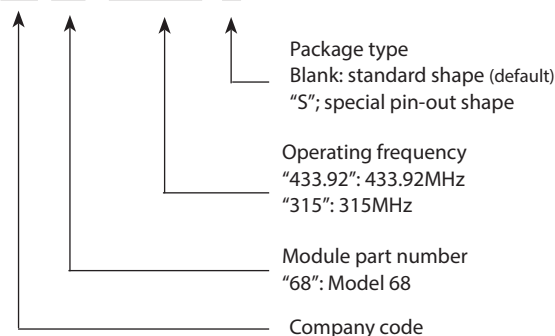 Package type
Blank: standard shape (default)
“S”; special pin-out shape
Operating frequency
“433.92”: 433.92MHz
“315”: 315MHz
Module part number
“68”: Model 68
Company code